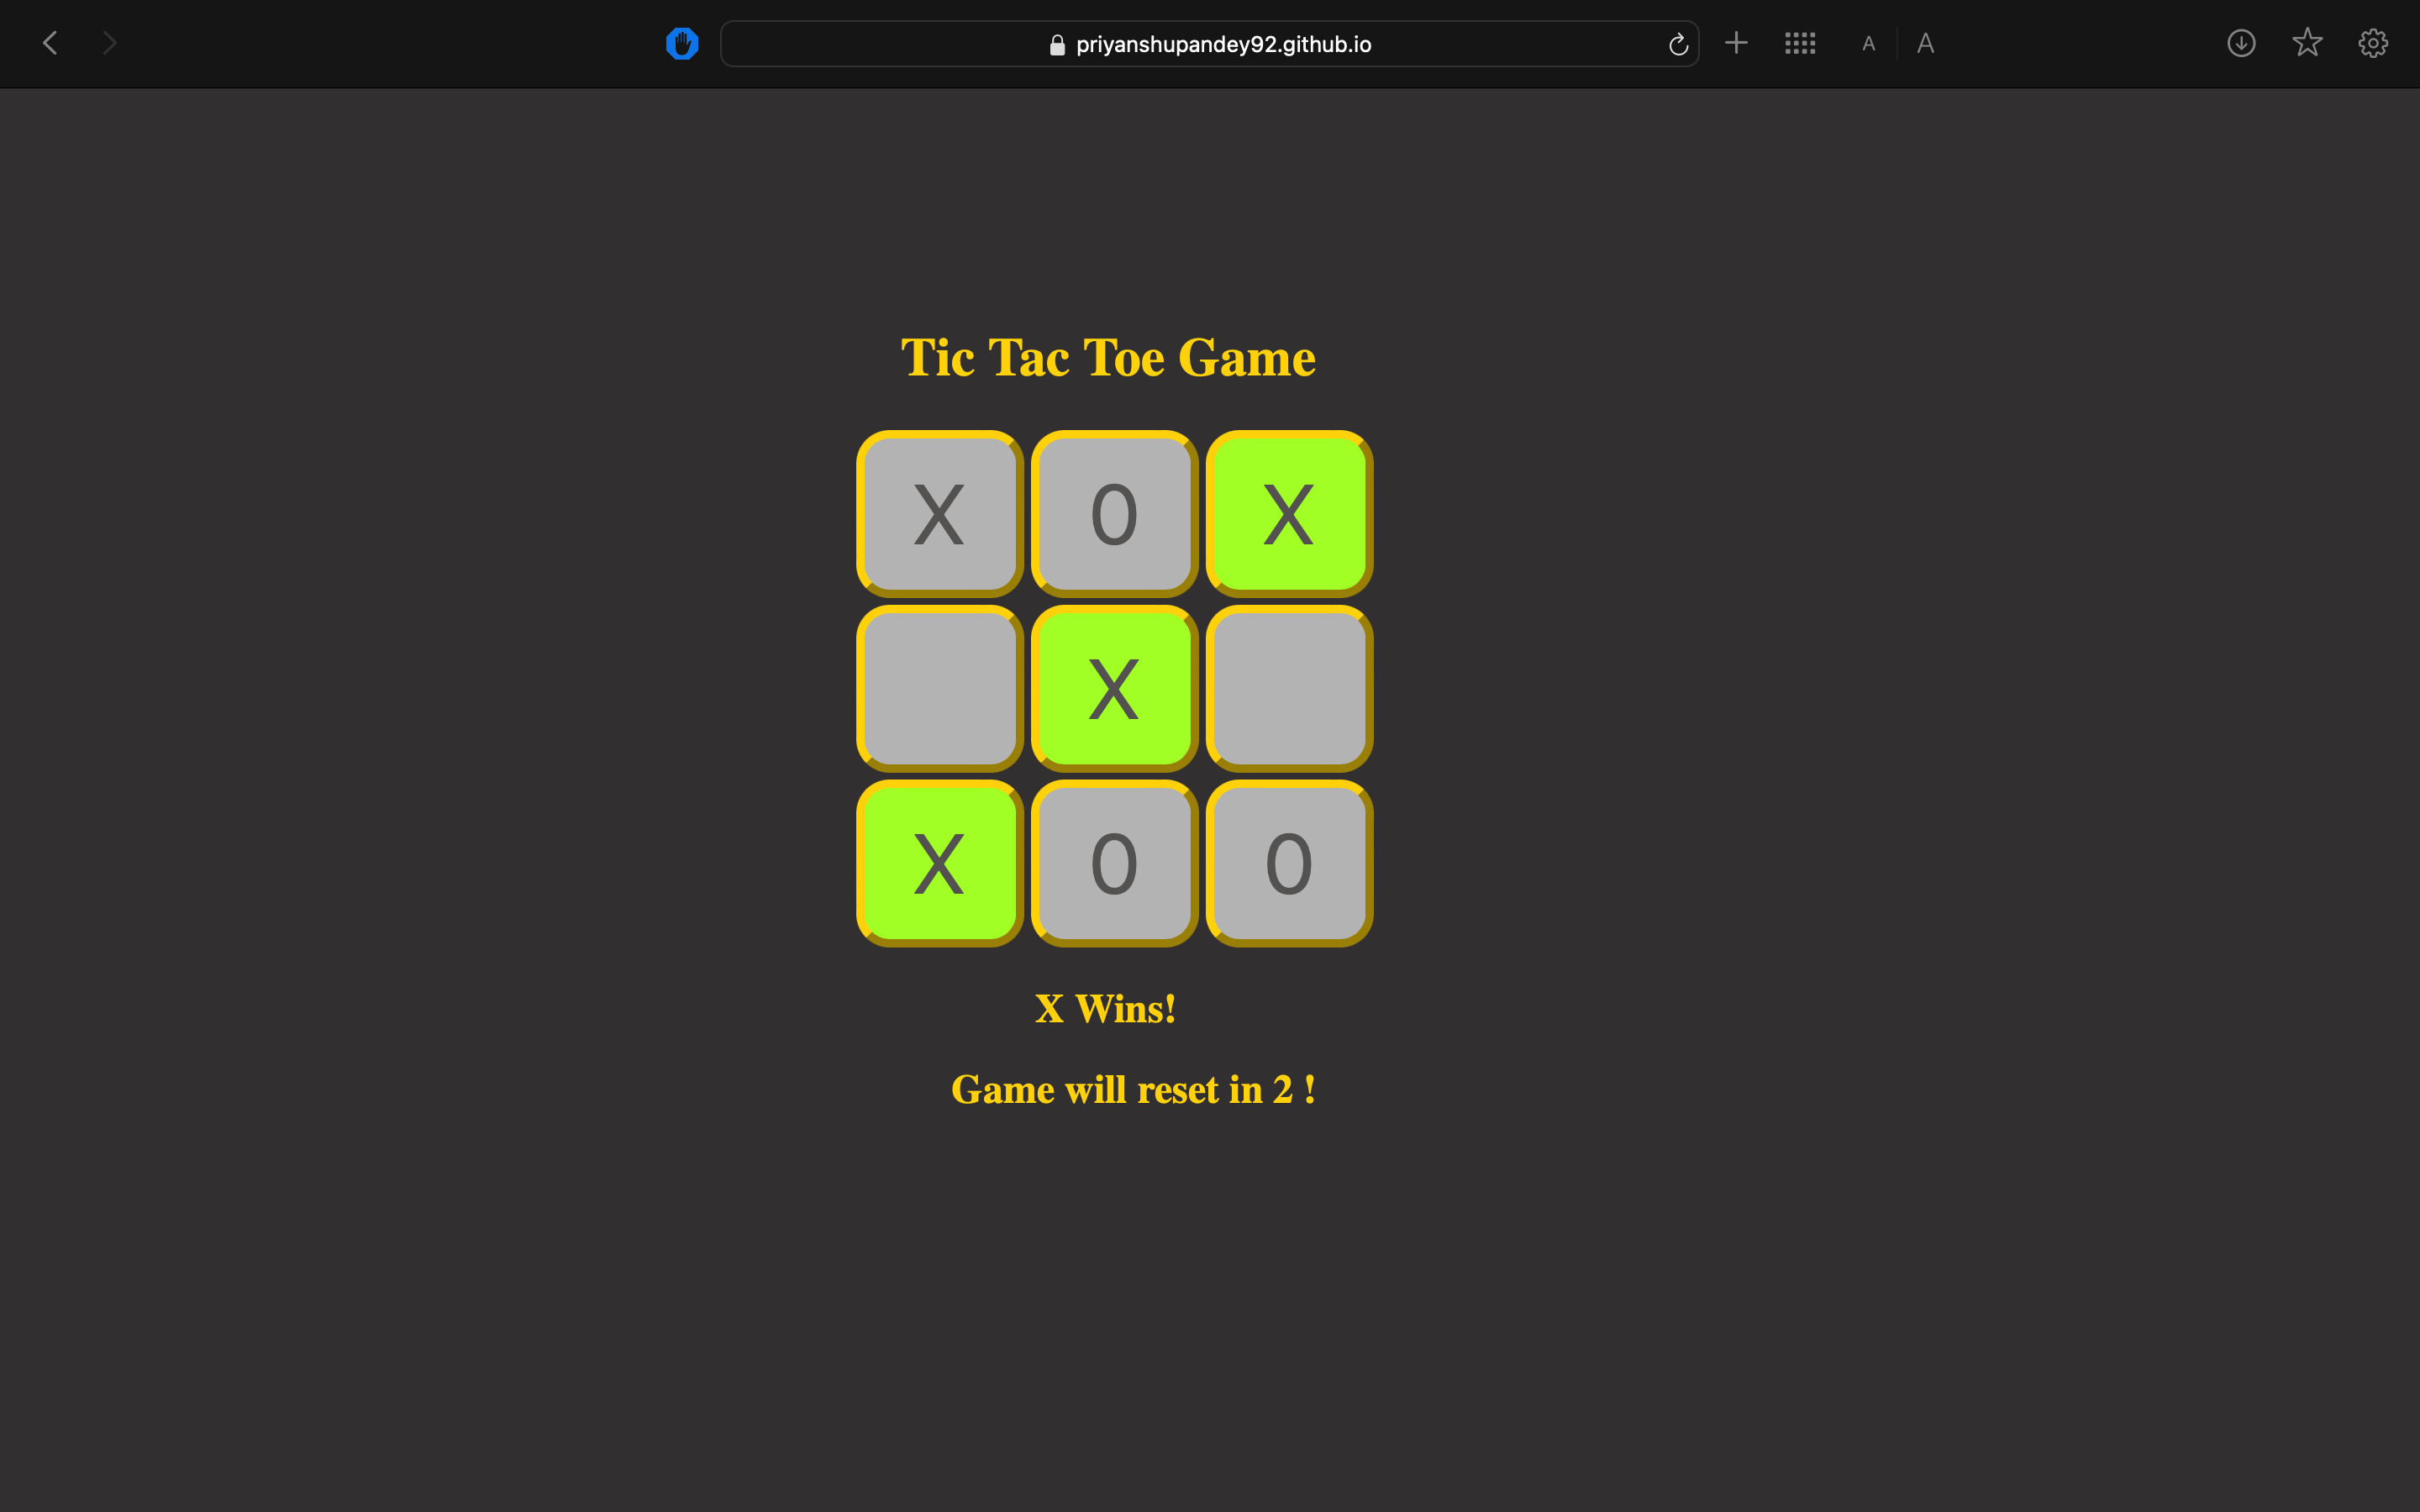 priyanshupandey92.github.io
A A
Tic Tac Toe Game
X 0 X
X
X 0 0
X Wins!
Game will reset in 2 !